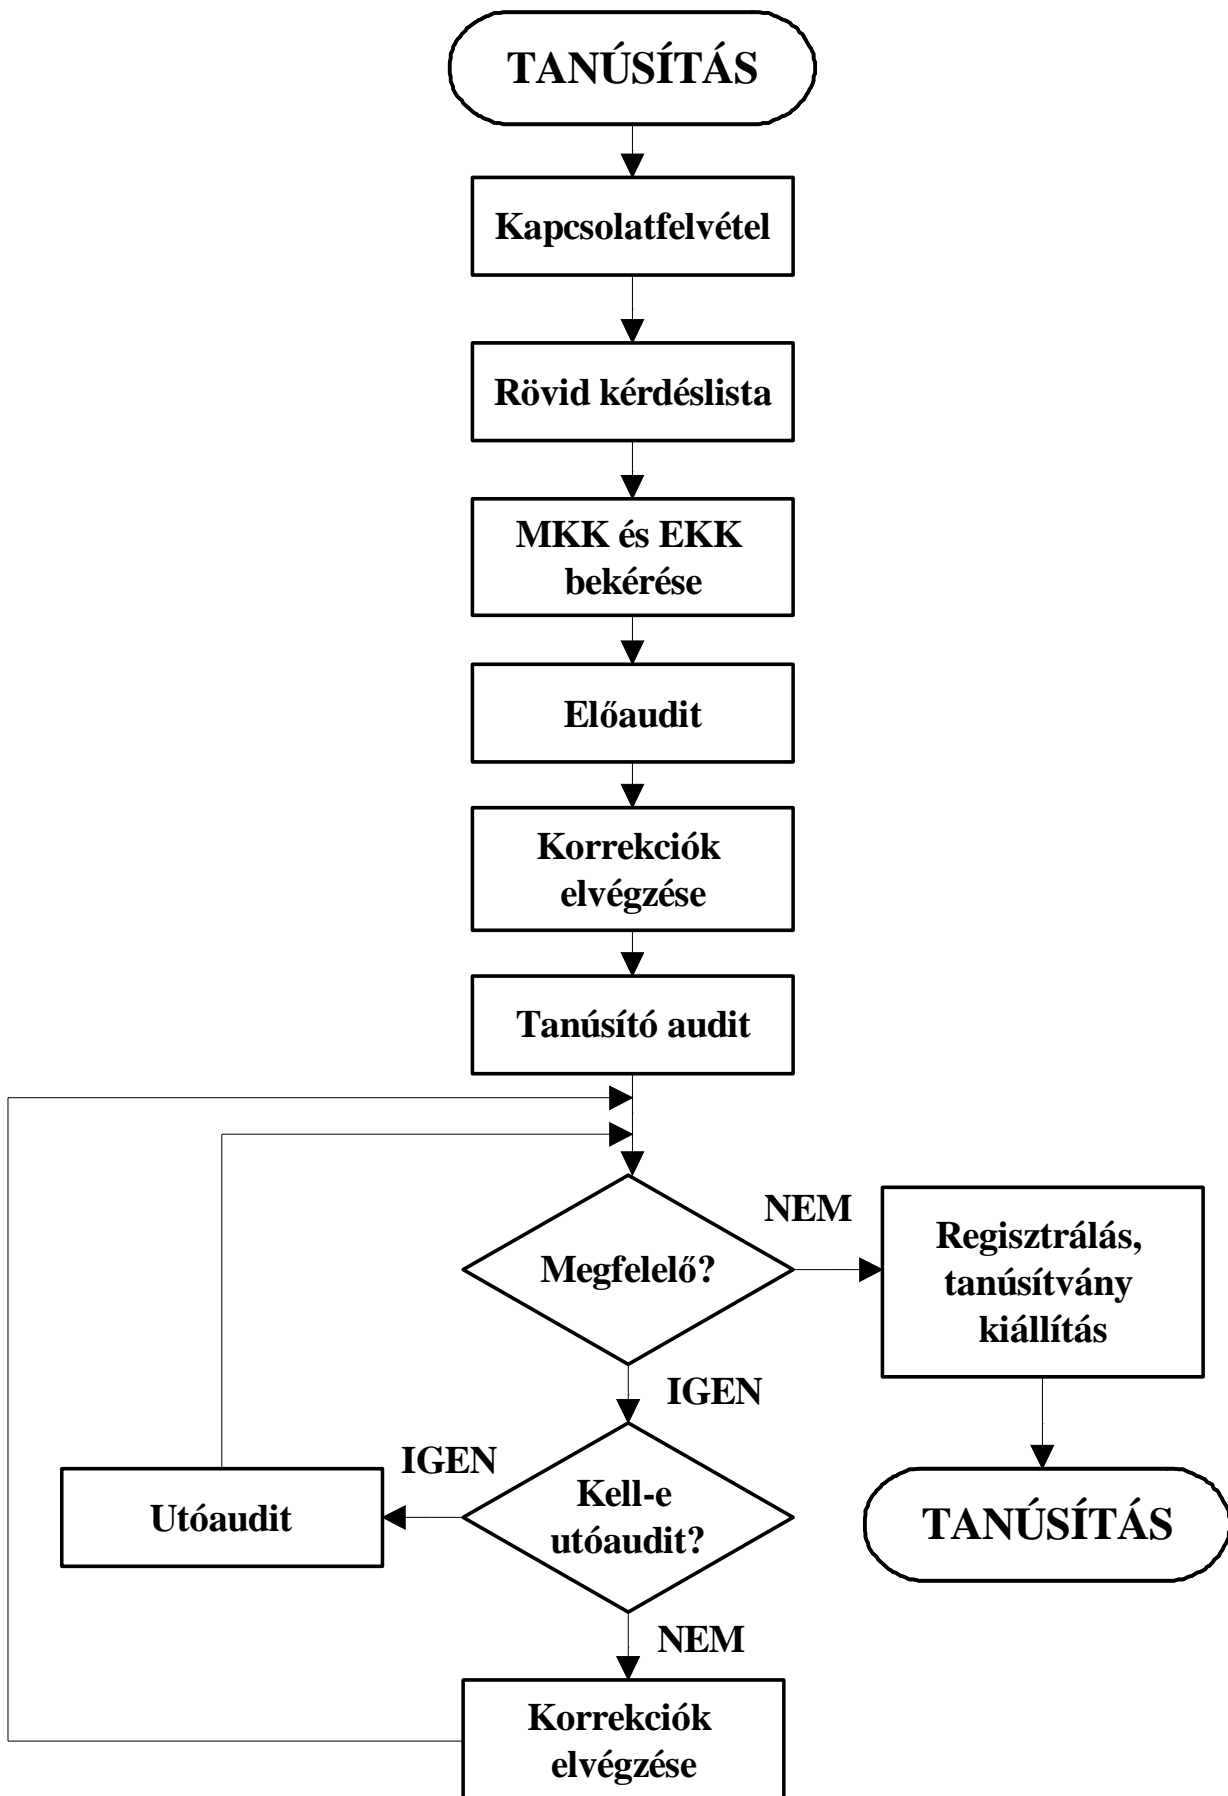 TANÚSÍTÁS
Kapcsolatfelvétel
Rövid kérdéslista
MKK és EKK
bekérése
Előaudit
Korrekciók
elvégzése
Tanúsító audit
Megfelelő?
NEM
Regisztrálás,
tanúsítvány
kiállítás
IGEN
TANÚSÍTÁS
Kell-e
utóaudit?
IGEN
Utóaudit
NEM
Korrekciók
elvégzése